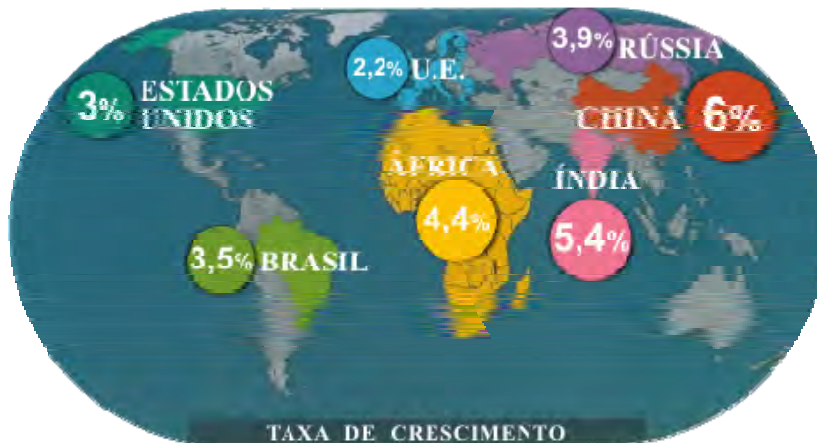 3,9% RÚSSIA
2,2% U.E.
3% ESTADOS
UNIDOS
CHINA 6%
ÁFRICA
4,4%
ÍNDIA
5,4%
3,5% BRASIL
TAXA DE CRESCIMENTO